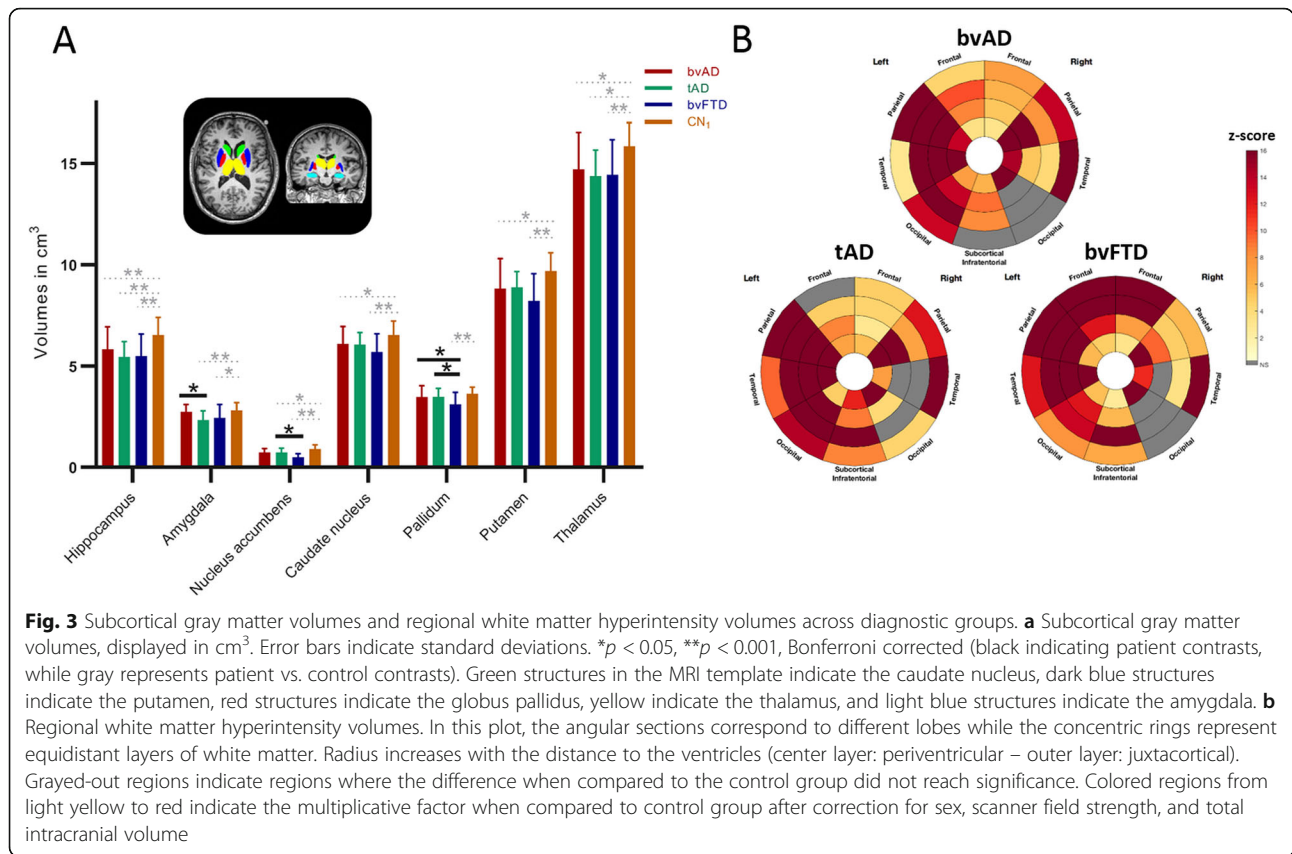 A
bvAD
tAD
bvFTD
CN1
Volumes in cm3
15
10
5
0
* * **
** ** **
* ** *
* * **
* **
* * **
* **
Hippocampus
Amygdala
Nucleus accumbens
Caudate nucleus
Pallidum
Putamen
Thalamus
B
bvAD
Left
Right
Frontal
Frontal
Parietal
Parietal
Temporal
Temporal
Occipital
Occipital
Subcortical
Infratentorial
tAD
Left
Right
Frontal
Frontal
Parietal
Parietal
Temporal
Temporal
Occipital
Occipital
Subcortical
Infratentorial
bvFTD
Left
Right
Frontal
Frontal
Parietal
Parietal
Temporal
Temporal
Occipital
Occipital
Subcortical
Infratentorial
z-score
16
14
12
10
8
6
4
2
NS
Fig. 3 Subcortical gray matter volumes and regional white matter hyperintensity volumes across diagnostic groups. a Subcortical gray matter
volumes, displayed in cm3. Error bars indicate standard deviations. *p < 0.05, **p < 0.001, Bonferroni corrected (black indicating patient contrasts,
while gray represents patient vs. control contrasts). Green structures in the MRI template indicate the caudate nucleus, dark blue structures
indicate the putamen, red structures indicate the globus pallidus, yellow indicate the thalamus, and light blue structures indicate the amygdala. b
Regional white matter hyperintensity volumes. In this plot, the angular sections correspond to different lobes while the concentric rings represent
equidistant layers of white matter. Radius increases with the distance to the ventricles (center layer: periventricular – outer layer: juxtacortical).
Grayed-out regions indicate regions where the difference when compared to the control group did not reach significance. Colored regions from
light yellow to red indicate the multiplicative factor when compared to control group after correction for sex, scanner field strength, and total
intracranial volume